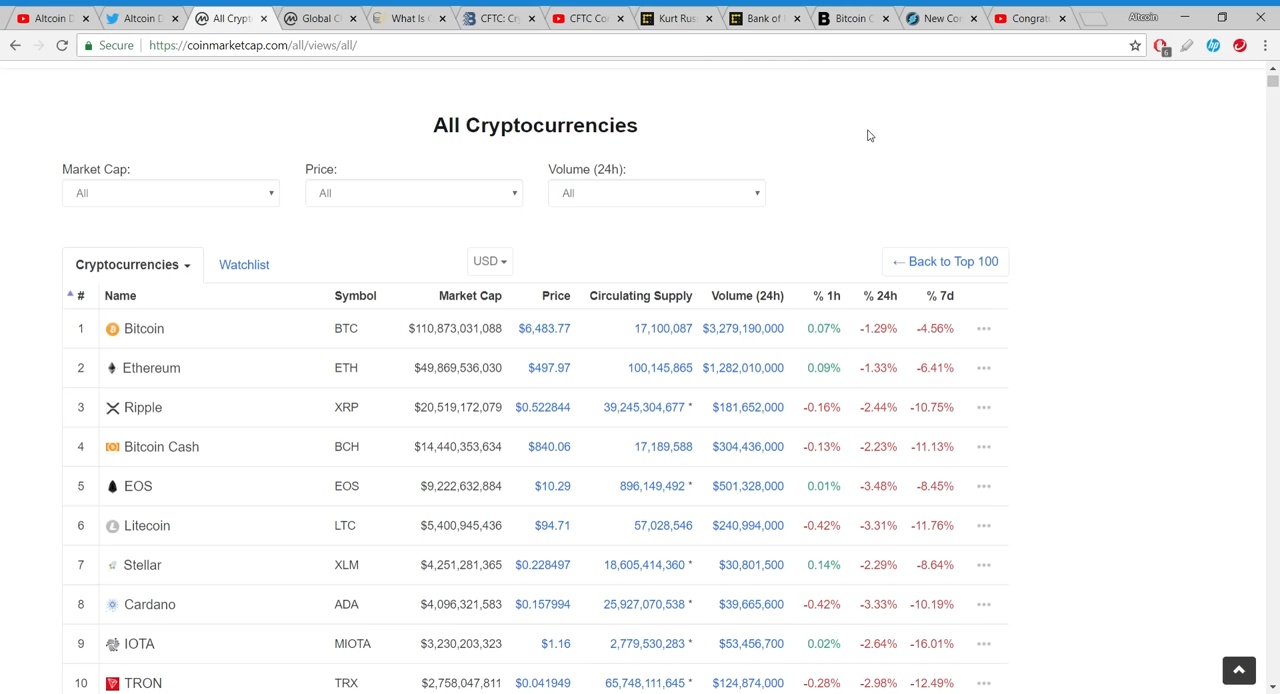 Altcoin D Altcoin D All Crypt Global C What Is CFTC: Cr CFTC Co Kurt Rus Bank of Bitcoin C New Con Congrat Altcoin
Secure https://coinmarketcap.com/all/views/all/ 6
All Cryptocurrencies
Market Cap: Price: Volume (24h):
All All All
Cryptocurrencies Watchlist USD ← Back to Top 100
# Name Symbol Market Cap Price Circulating Supply Volume (24h) % 1h % 24h % 7d
1 Bitcoin BTC $110,873,031,088 $6,483.77 17,100,087 $3,279,190,000 0.07% -1.29% -4.56%
2 Ethereum ETH $49,869,536,030 $497.97 100,145,865 $1,282,010,000 0.09% -1.33% -6.41%
3 Ripple XRP $20,519,172,079 $0.522844 39,245,304,677 * $181,652,000 -0.16% -2.44% -10.75%
4 Bitcoin Cash BCH $14,440,353,634 $840.06 17,189,588 $304,436,000 -0.13% -2.23% -11.13%
5 EOS EOS $9,222,632,884 $10.29 896,149,492 * $501,328,000 0.01% -3.48% -8.45%
6 Litecoin LTC $5,400,945,436 $94.71 57,028,546 $240,994,000 -0.42% -3.31% -11.76%
7 Stellar XLM $4,251,281,365 $0.228497 18,605,414,360 * $30,801,500 0.14% -2.29% -8.64%
8 Cardano ADA $4,096,321,583 $0.157994 25,927,070,538 * $39,665,600 -0.42% -3.33% -10.19%
9 IOTA MIOTA $3,230,203,323 $1.16 2,779,530,283 * $53,456,700 0.02% -2.64% -16.01%
10 TRON TRX $2,758,047,811 $0.041949 65,748,111,645 * $124,874,000 -0.28% -2.98% -12.49%